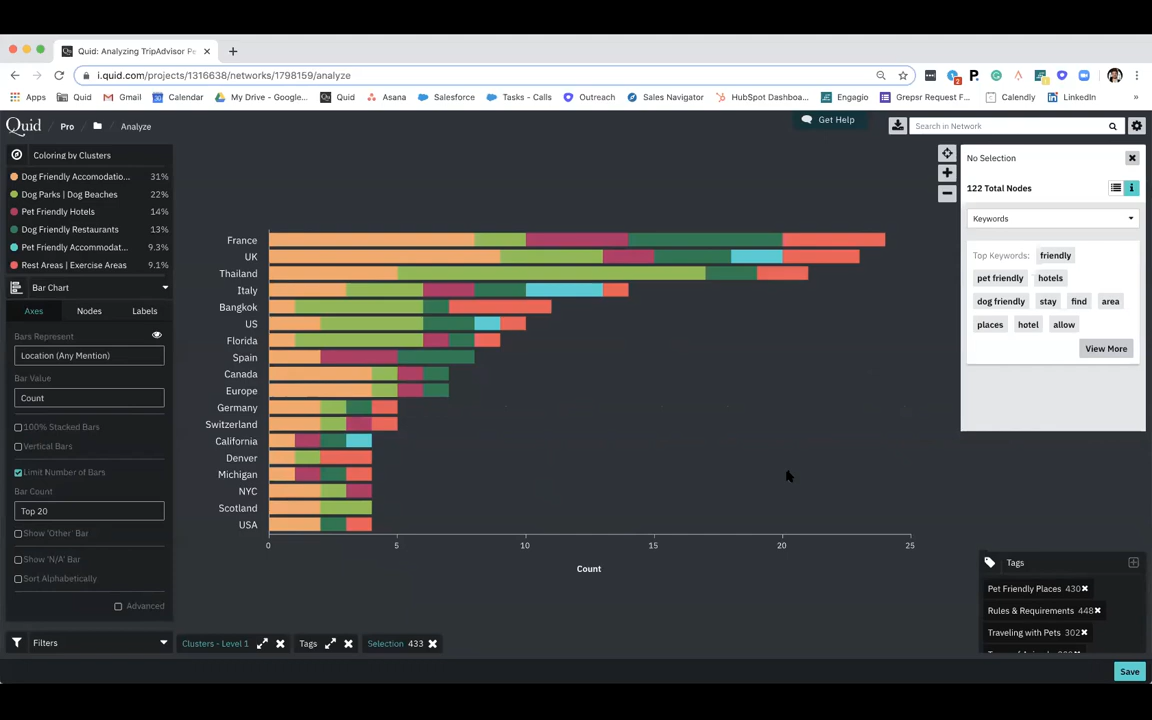 Quid: Analyzing TripAdvisor Pe
i.quid.com/projects/1316638/networks/1798159/analyze
Apps Quid Gmail Calendar My Drive - Google... Quid Asana Salesforce Tasks - Calls Outreach Sales Navigator HubSpot Dashboa... Engagio Grepsr Request F... Calendly LinkedIn »
Quid Pro Analyze Get Help Search in Network
Coloring by Clusters
Dog Friendly Accomodatio... 31%
Dog Parks | Dog Beaches 22%
Pet Friendly Hotels 14%
Dog Friendly Restaurants 13%
Pet Friendly Accommodat... 9.3%
Rest Areas | Exercise Areas 9.1%
Bar Chart
Axes Nodes Labels
Bars Represent
Location (Any Mention)
Bar Value
Count
100% Stacked Bars
Vertical Bars
Limit Number of Bars
Bar Count
Top 20
Show 'Other' Bar
Show 'N/A' Bar
Sort Alphabetically
Advanced
Filters
France
UK
Thailand
Italy
Bangkok
US
Florida
Spain
Canada
Europe
Germany
Switzerland
California
Denver
Michigan
NYC
Scotland
USA
0 5 10 15 20 25
Count
Clusters - Level 1 Tags Selection 433
No Selection
122 Total Nodes
Keywords
Top Keywords: friendly
pet friendly hotels
dog friendly stay find area
places hotel allow
View More
Tags
Pet Friendly Places 430
Rules & Requirements 448
Traveling with Pets 302
Save